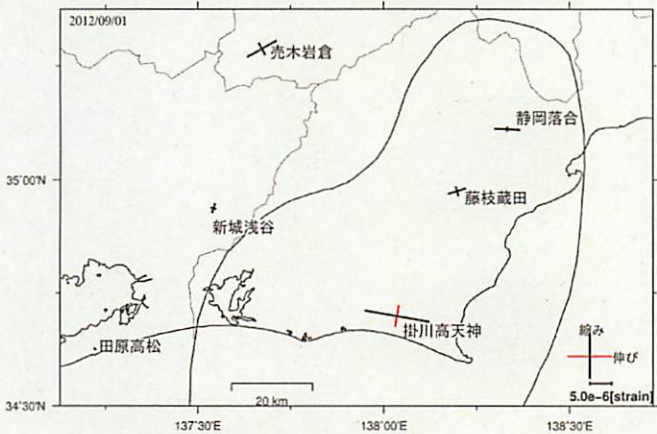 2012/09/01
売木岩倉
静岡落合
35°00'N
藤枝蔵田
新城浅谷
掛川高天神
縮み
伸び
田原高松
5.0e-6[strain]
20 km
34°30'N
137°30'E
138°00'E
138°30'E